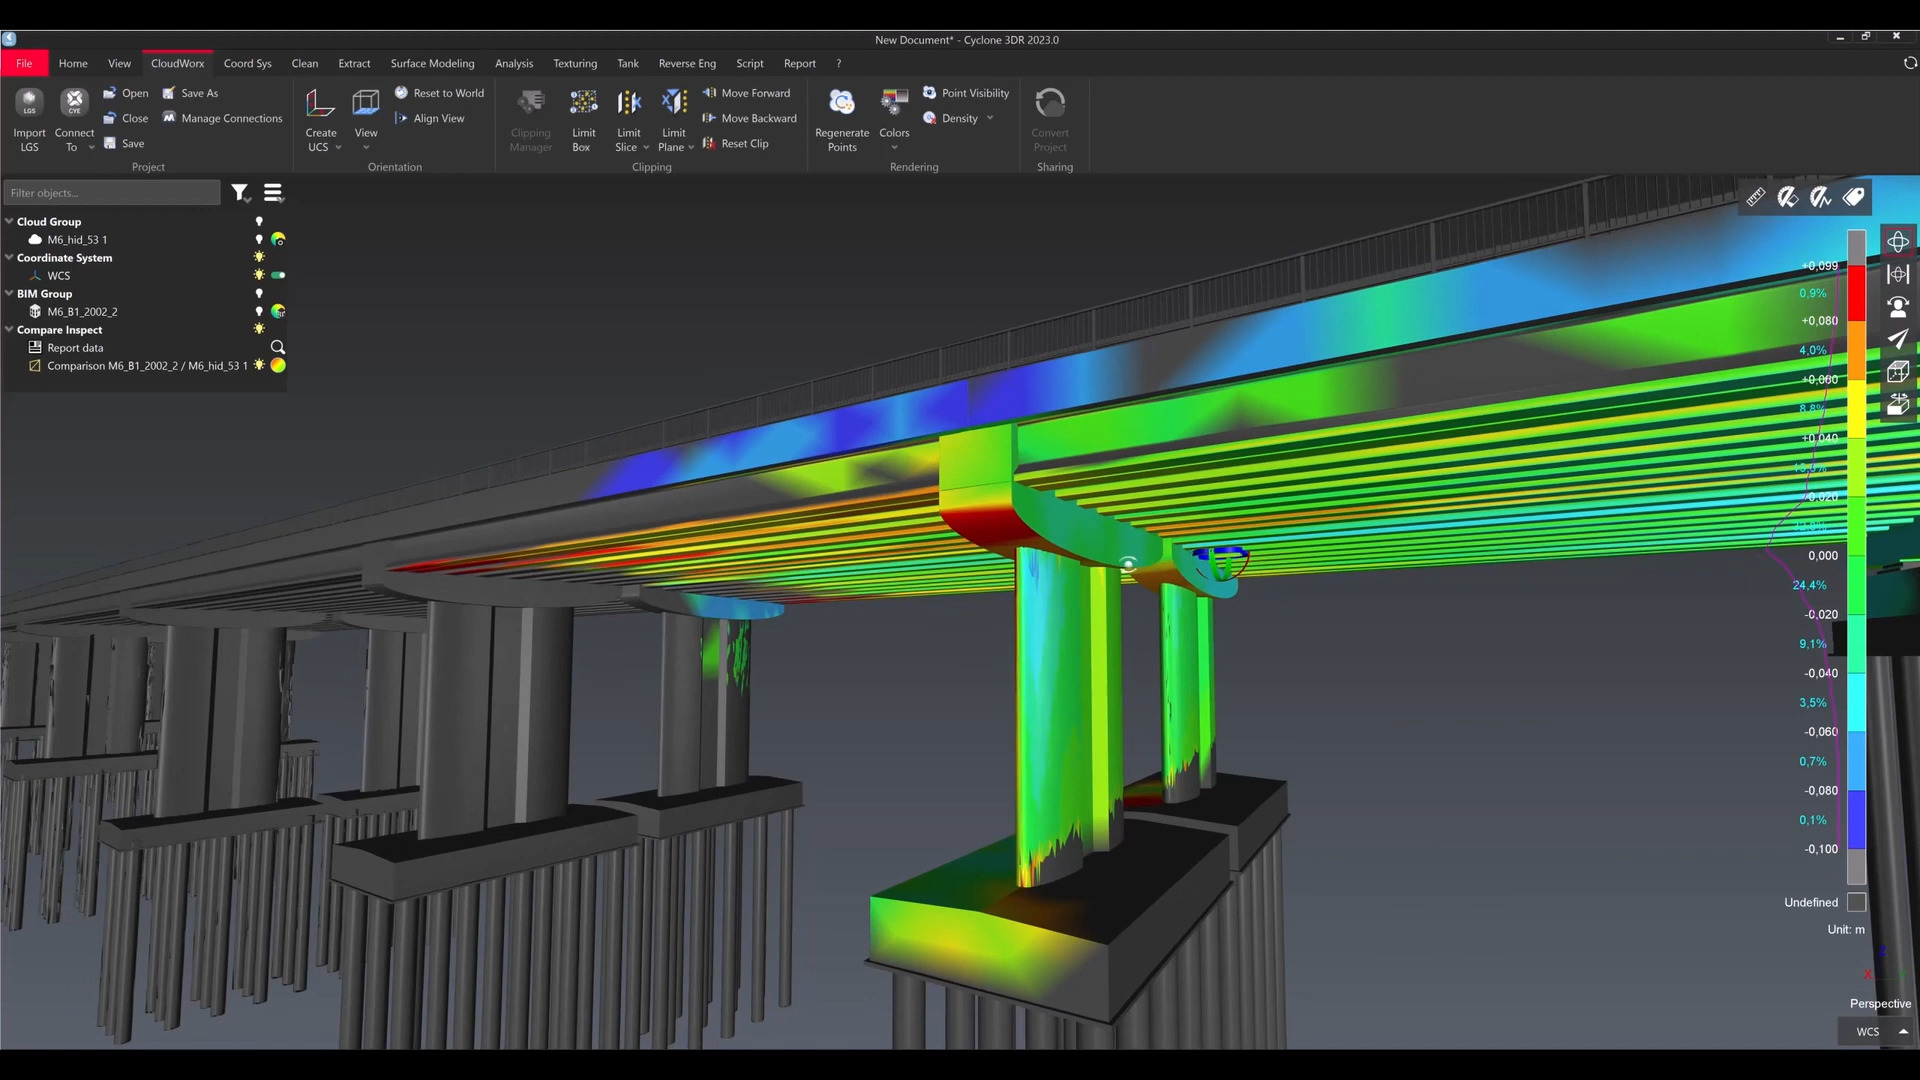 New Document* - Cyclone 3DR 2023.0
File Home View CloudWorx Coord Sys Clean Extract Surface Modeling Analysis Texturing Tank Reverse Eng Script Report ?
LGS
Import LGS
CYE
Connect To
Open
Close
Save
Save As
Manage Connections
Project
Create UCS
View
Reset to World
Align View
Orientation
Clipping Manager
Limit Box
Limit Slice
Limit Plane
Move Forward
Move Backward
Reset Clip
Clipping
Regenerate Points
Colors
Point Visibility
Density
Rendering
Convert Project
Sharing
Filter objects...
Cloud Group
M6_hid_53 1
Coordinate System
WCS
BIM Group
M6_B1_2002_2
Compare Inspect
Report data
Comparison M6_B1_2002_2 / M6_hid_53 1
+0,099
0,9%
+0,080
4,0%
+0,060
8,8%
+0,040
+0,020
0,000
24,4%
-0,020
9,1%
-0,040
3,5%
-0,060
0,7%
-0,080
0,1%
-0,100
Undefined
Unit: m
Z
X
Perspective
WCS